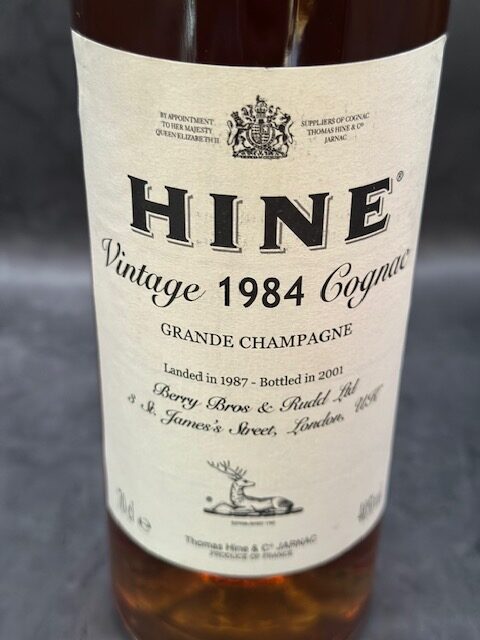 BY APPOINTMENT
TO HER MAJESTY
QUEEN ELIZABETH II
SUPPLIERS OF COGNAC
THOMAS HINE & Cº
JARNAC
HINE®
Vintage 1984 Cognac
GRANDE CHAMPAGNE
Landed in 1987 - Bottled in 2001
Berry Bros & Rudd Ltd
3 St. James's Street, London, UK
70cl e
40%vol
Thomas Hine & Cº JARNAC
PRODUCE OF FRANCE